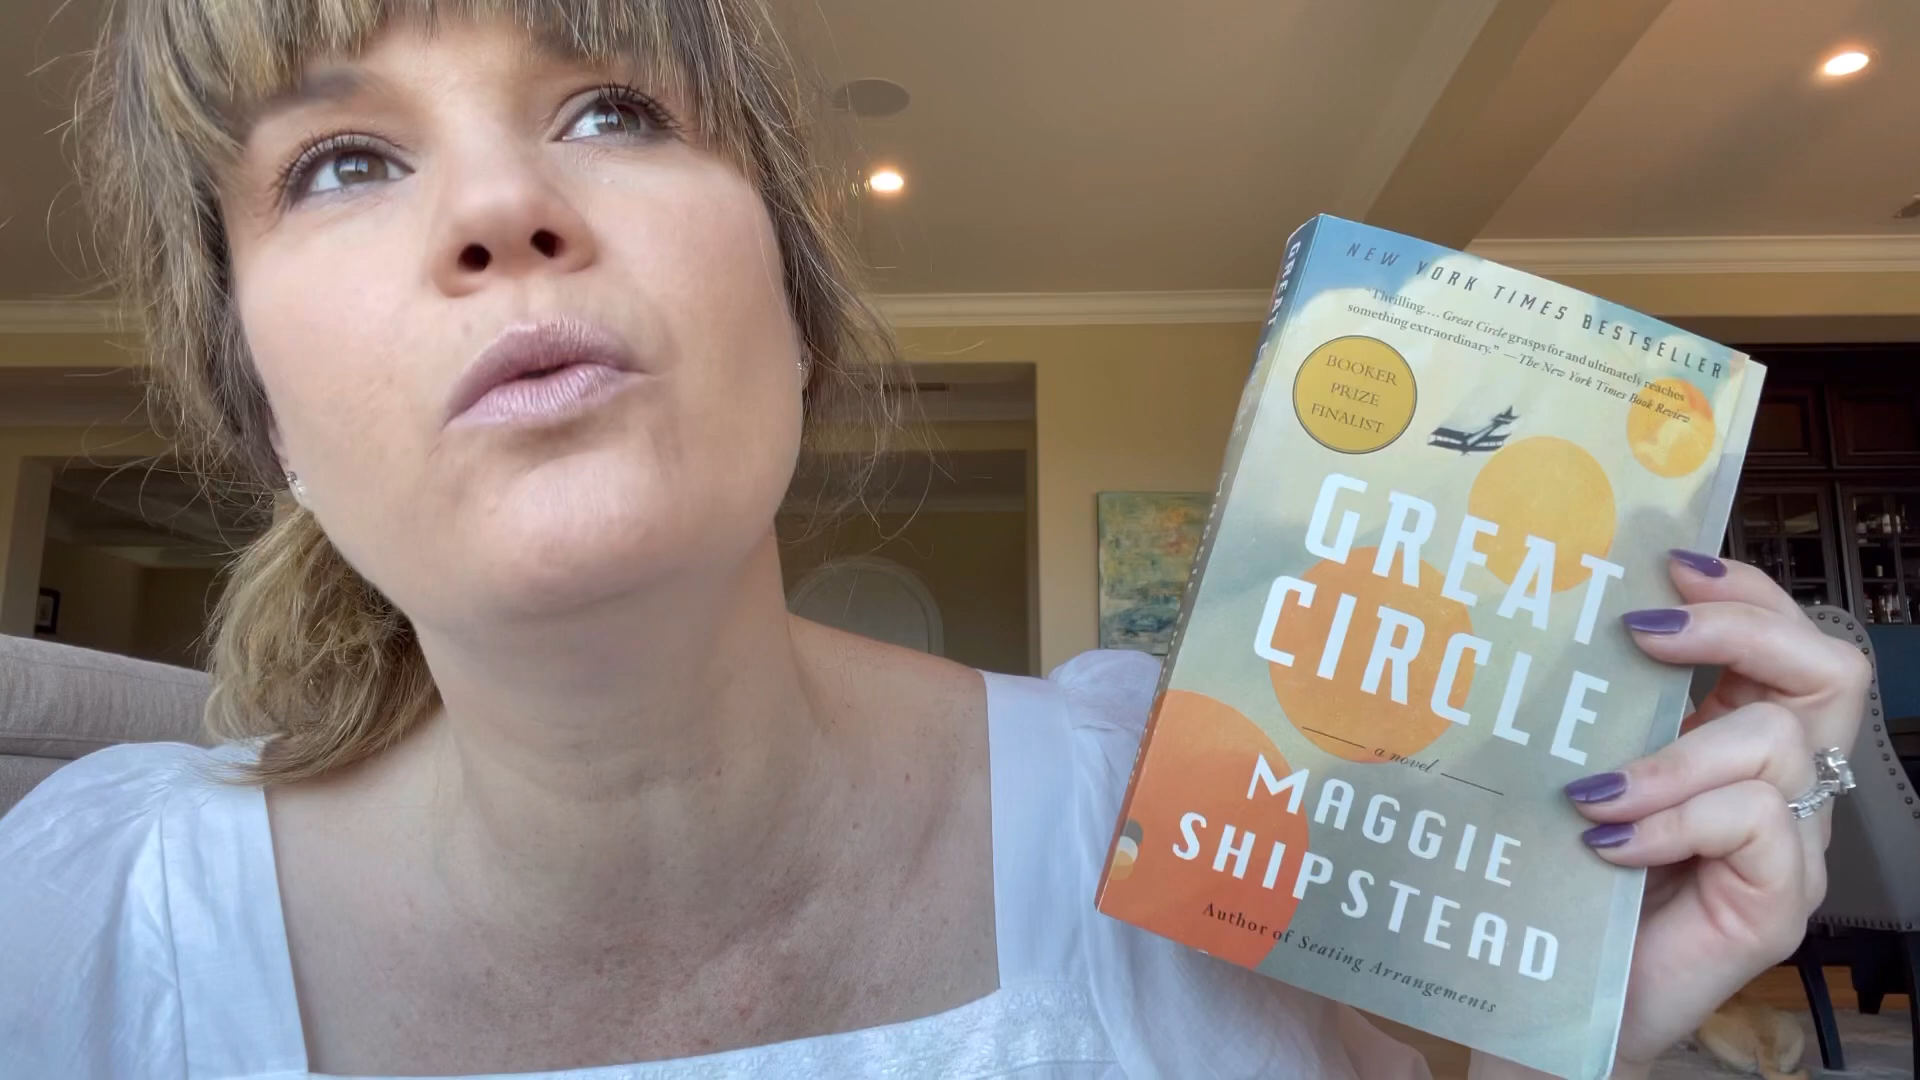 NEW YORK TIMES BESTSELLER
"Thrilling.... Great Circle grasps for and ultimately reaches
something extraordinary." —The New York Times Book Review
BOOKER
PRIZE
FINALIST
GREAT
CIRCLE
a novel
MAGGIE
SHIPSTEAD
Author of Seating Arrangements
GREAT